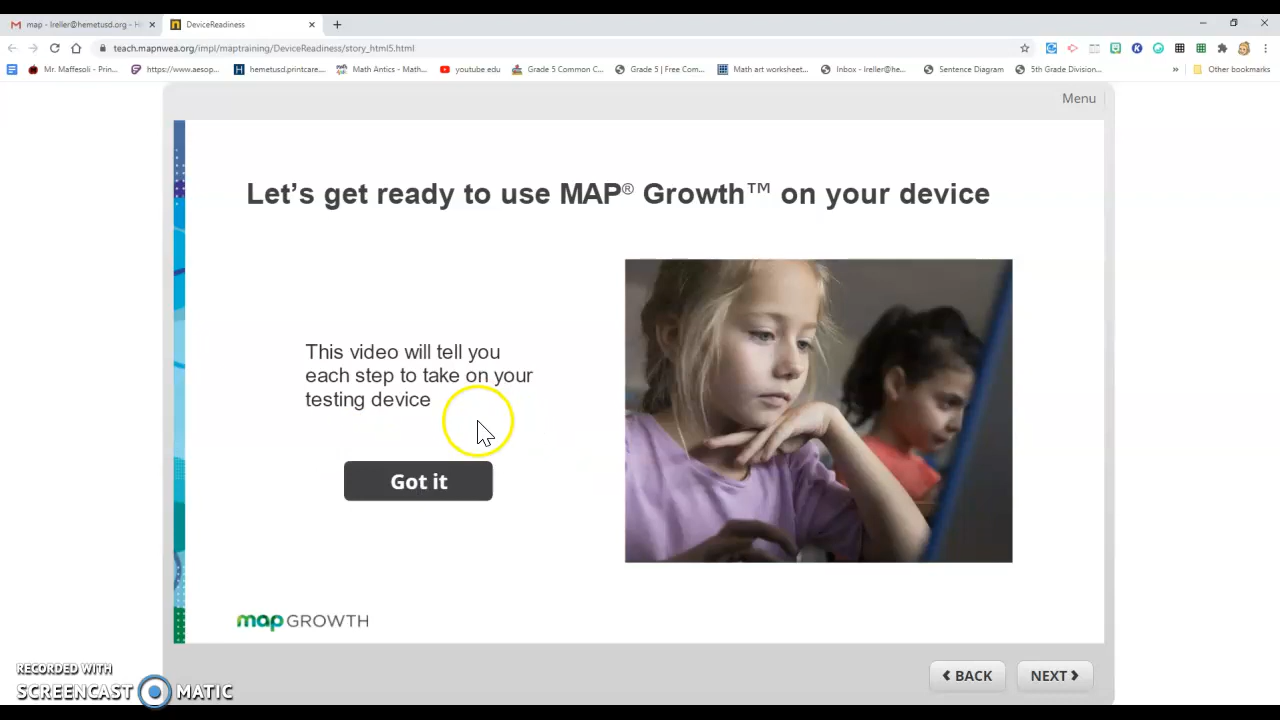 map - lreller@hemetusd.org - H
DeviceReadiness
teach.mapnwea.org/impl/maptraining/DeviceReadiness/story_html5.html
Mr. Maffesoli - Prin... https://www.aesop... hemetusd.printcare... Math Antics - Math... youtube edu Grade 5 Common C... Grade 5 | Free Com... Math art worksheet... Inbox - lreller@he... Sentence Diagram 5th Grade Division... » Other bookmarks
Menu
Let's get ready to use MAP® Growth™ on your device
This video will tell you
each step to take on your
testing device
Got it
map GROWTH
BACK NEXT
RECORDED WITH
SCREENCAST MATIC